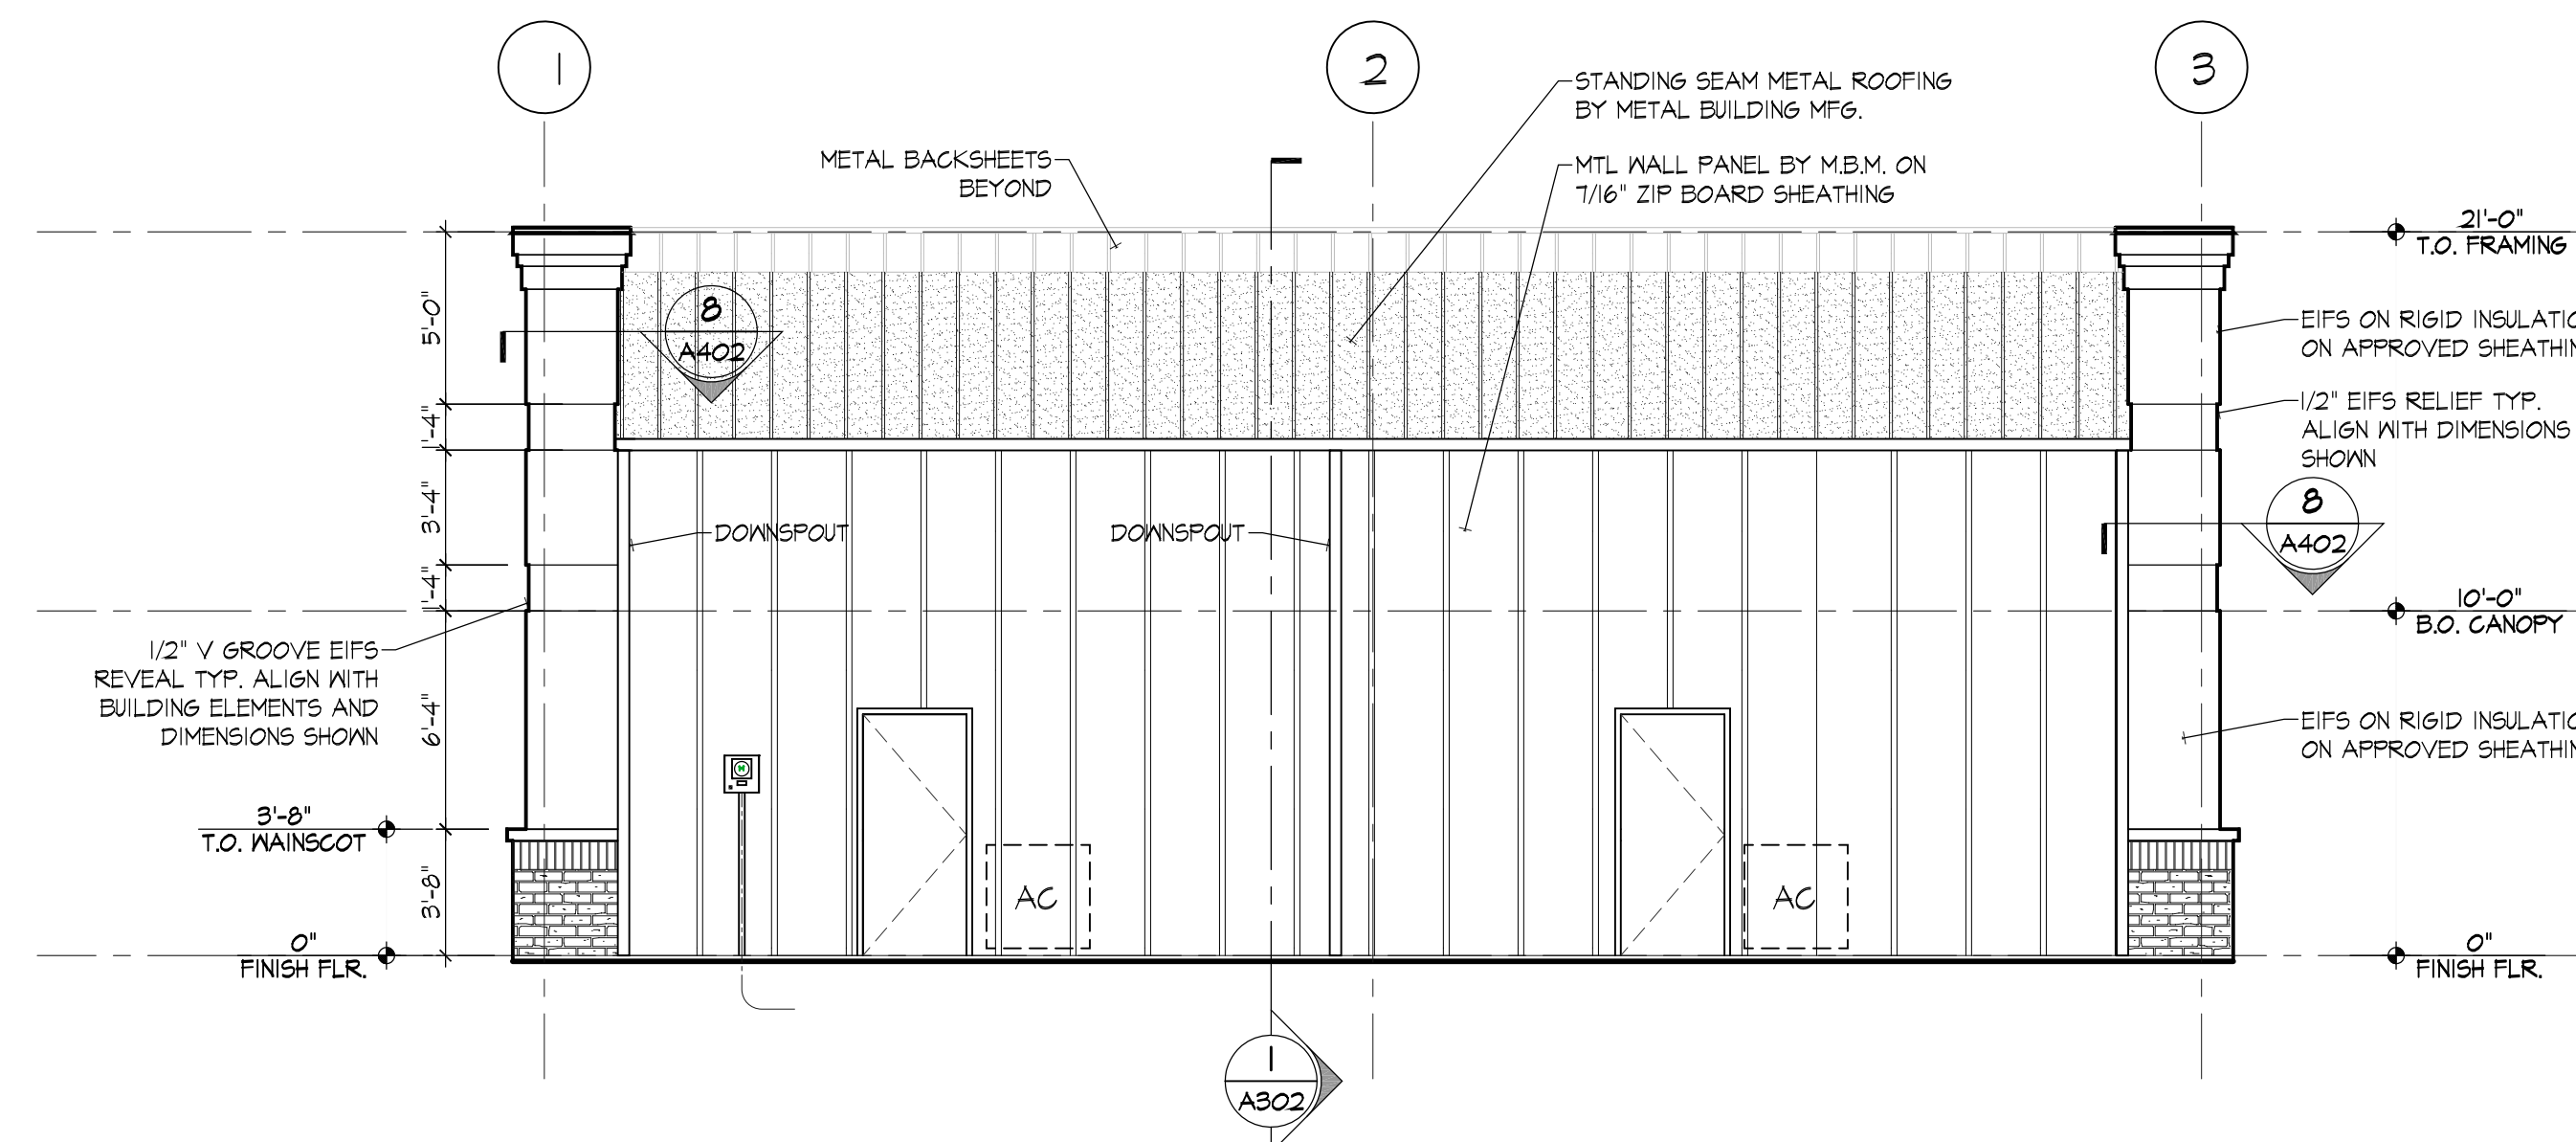 1
2
3
STANDING SEAM METAL ROOFING
BY METAL BUILDING MFG.
METAL BACKSHEETS
BEYOND
MTL WALL PANEL BY M.B.M. ON
7/16" ZIP BOARD SHEATHING
21'-0"
T.O. FRAMING
5'-0"
8
A402
EIFS ON RIGID INSULATIO
ON APPROVED SHEATHIN
1'-4"
1/2" EIFS RELIEF TYP.
ALIGN WITH DIMENSIONS
SHOWN
3'-4"
DOWNSPOUT
DOWNSPOUT
8
A402
1'-4"
10'-0"
B.O. CANOPY
1/2" V GROOVE EIFS
REVEAL TYP. ALIGN WITH
BUILDING ELEMENTS AND
DIMENSIONS SHOWN
6'-4"
EIFS ON RIGID INSULATIO
ON APPROVED SHEATHIN
3'-8"
T.O. WAINSCOT
3'-8"
AC
AC
0"
FINISH FLR.
0"
FINISH FLR.
1
A302